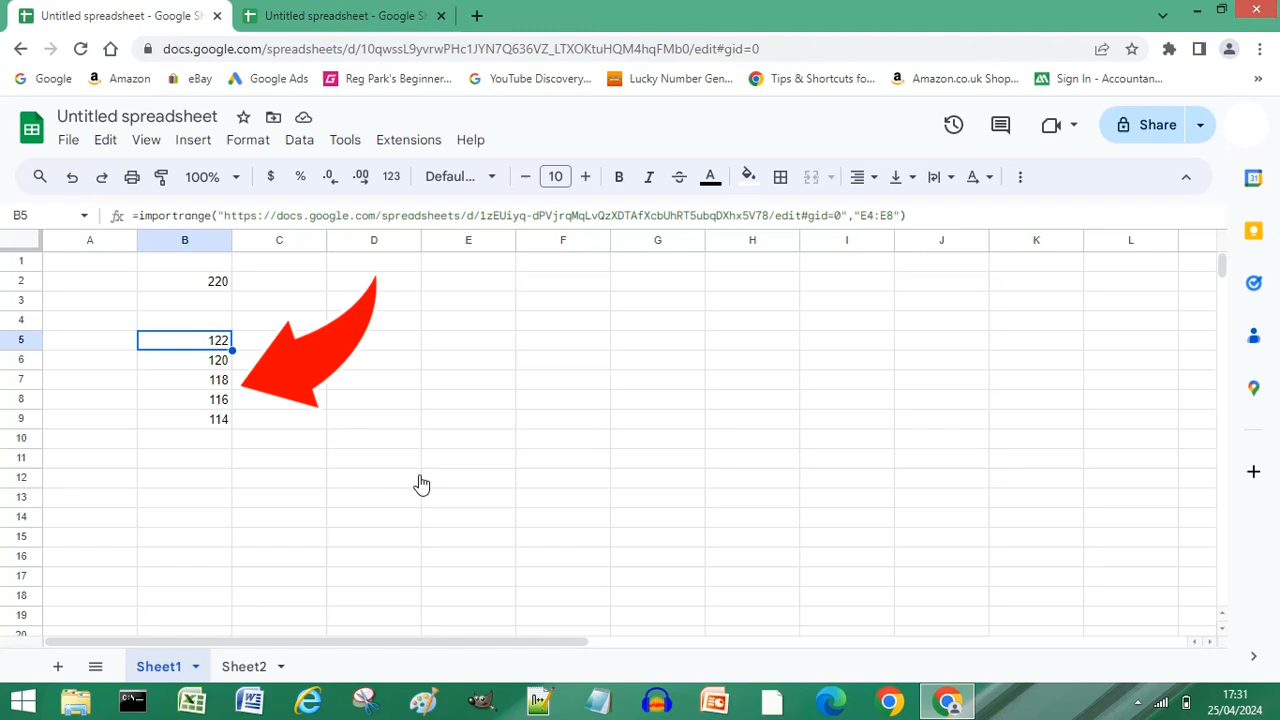 Untitled spreadsheet - Google Sh
Untitled spreadsheet - Google Sh
docs.google.com/spreadsheets/d/10qwssL9yvrwPHc1JYN7Q636VZ_LTXOKtuHQM4hqFMb0/edit#gid=0
Google
Amazon
eBay
Google Ads
Reg Park's Beginner...
YouTube Discovery...
Lucky Number Gen...
Tips & Shortcuts fo...
Amazon.co.uk Shop...
Sign In - Accountan...
»
Untitled spreadsheet
File Edit View Insert Format Data Tools Extensions Help
Share
100% $ % .0 .00 123 Defaul... 10 B I S A
B5 fx =importrange("https://docs.google.com/spreadsheets/d/1zEUiyq-dPVjrqMqLvQzXDTAfXcbUhRT5ubqDXhx5V78/edit#gid=0","E4:E8")
A B C D E F G H I J K L
1
2 220
3
4
5 122
6 120
7 118
8 116
9 114
10
11
12
13
14
15
16
17
18
19
20
Sheet1 Sheet2
17:31
25/04/2024